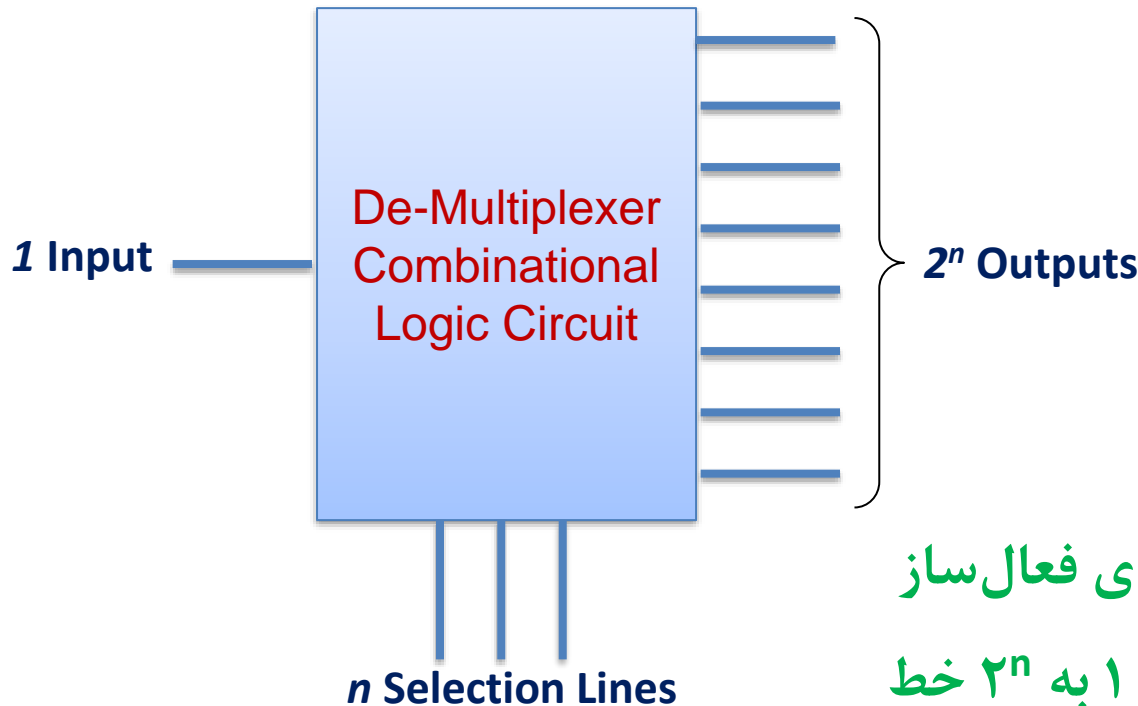 De-Multiplexer
Combinational
Logic Circuit
1 Input
2ⁿ Outputs
n Selection Lines
ی فعال‌ساز
۱ به ۲ⁿ خط